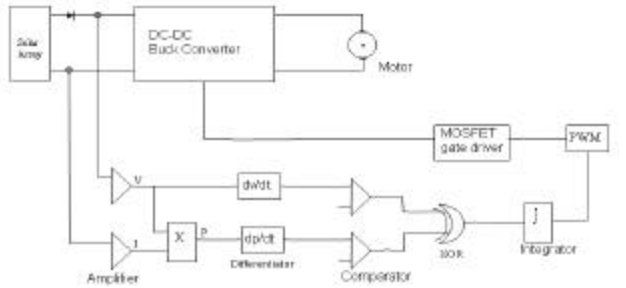 Solar
Array
DC-DC
Buck Converter
Motor
MOSFET
gate driver
PWM
V
dv/dt
I
X
P
dp/dt
∫
Amplifier
Differentiator
Comparator
XOR
Integrator